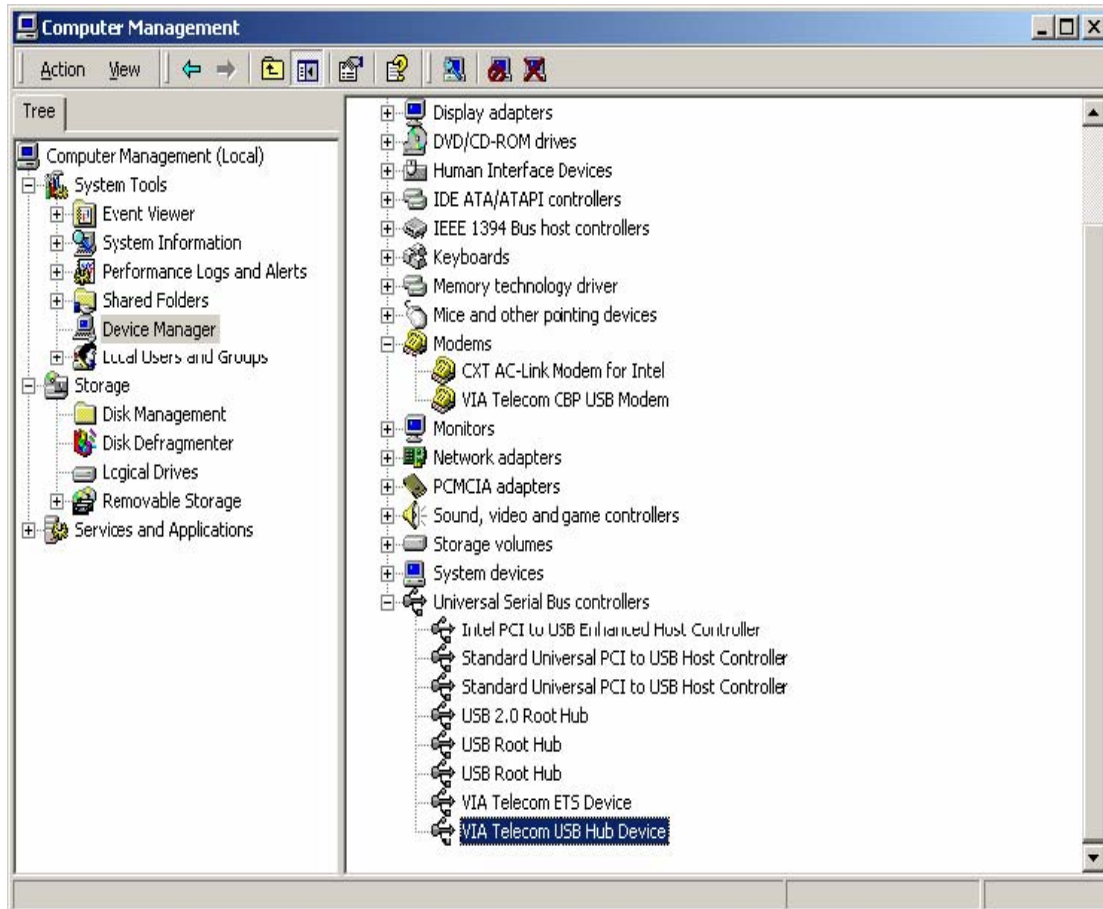 Computer Management
Action View
Tree
Computer Management (Local)
System Tools
Event Viewer
System Information
Performance Logs and Alerts
Shared Folders
Device Manager
Local Users and Groups
Storage
Disk Management
Disk Defragmenter
Logical Drives
Removable Storage
Services and Applications
Display adapters
DVD/CD-ROM drives
Human Interface Devices
IDE ATA/ATAPI controllers
IEEE 1394 Bus host controllers
Keyboards
Memory technology driver
Mice and other pointing devices
Modems
CXT AC-Link Modem for Intel
VIA Telecom CBP USB Modem
Monitors
Network adapters
PCMCIA adapters
Sound, video and game controllers
Storage volumes
System devices
Universal Serial Bus controllers
Intel PCI to USB Enhanced Host Controller
Standard Universal PCI to USB Host Controller
Standard Universal PCI to USB Host Controller
USB 2.0 Root Hub
USB Root Hub
USB Root Hub
VIA Telecom ETS Device
VIA Telecom USB Hub Device